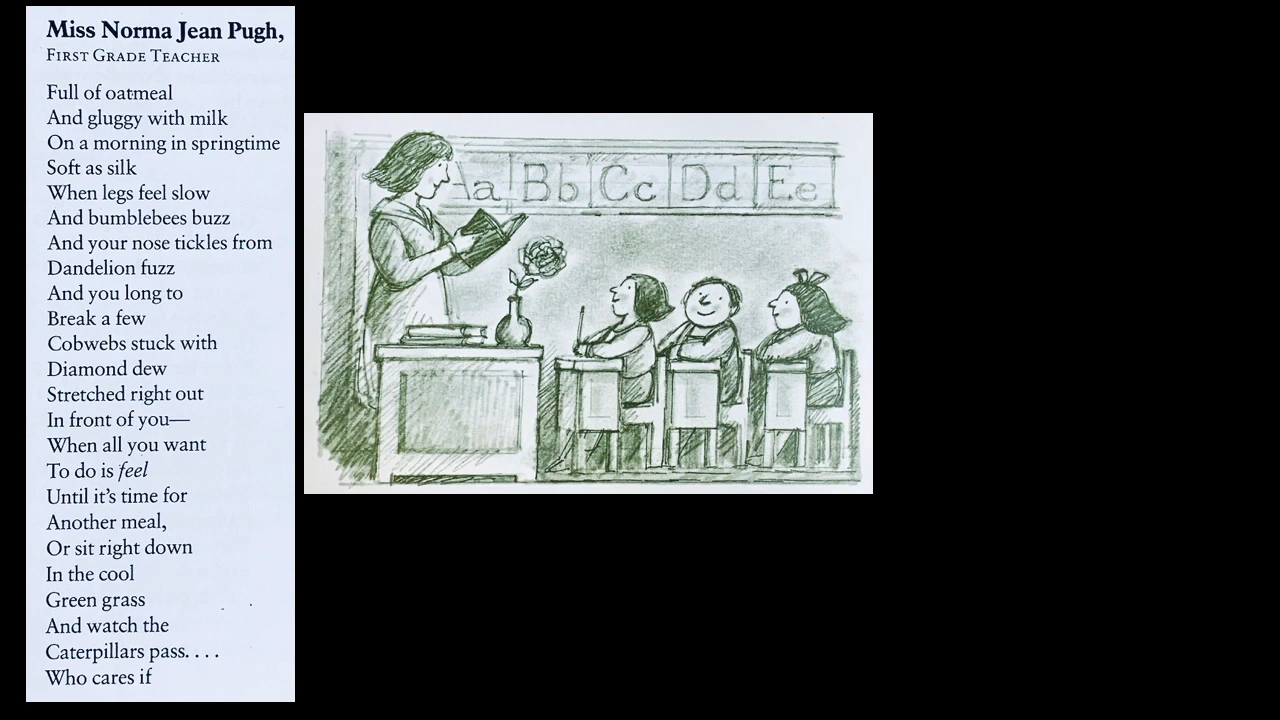 Miss Norma Jean Pugh,
First Grade Teacher
Full of oatmeal
And gluggy with milk
On a morning in springtime
Soft as silk
When legs feel slow
And bumblebees buzz
And your nose tickles from
Dandelion fuzz
And you long to
Break a few
Cobwebs stuck with
Diamond dew
Stretched right out
In front of you—
When all you want
To do is feel
Until it's time for
Another meal,
Or sit right down
In the cool
Green grass
And watch the
Caterpillars pass. . . .
Who cares if
Aa Bb Cc Dd Ee